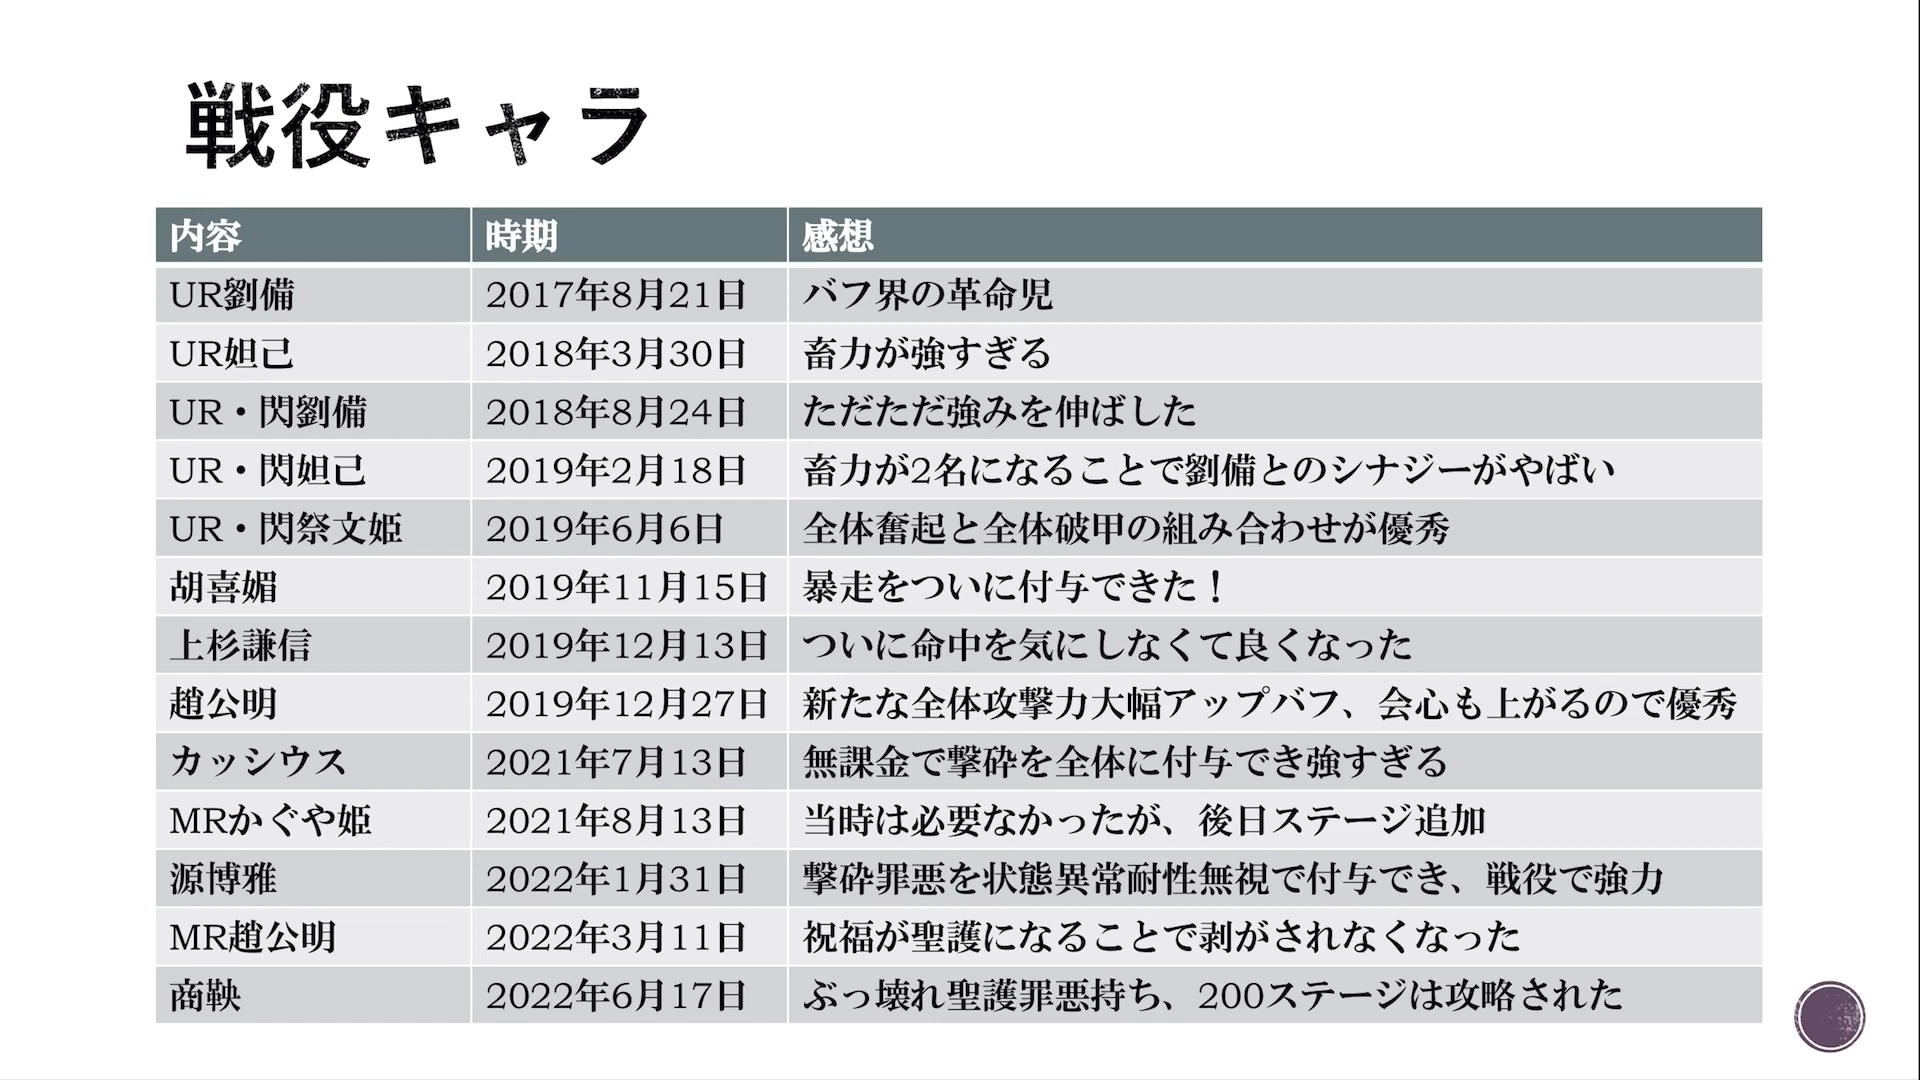 戦役キャラ
内容 時期 感想
UR劉備 2017年8月21日 バフ界の革命児
UR妲己 2018年3月30日 畜力が強すぎる
UR・閃劉備 2018年8月24日 ただただ強みを伸ばした
UR・閃妲己 2019年2月18日 畜力が2名になることで劉備とのシナジーがやばい
UR・閃祭文姫 2019年6月6日 全体奮起と全体破甲の組み合わせが優秀
胡喜媚 2019年11月15日 暴走をついに付与できた！
上杉謙信 2019年12月13日 ついに命中を気にしなくて良くなった
趙公明 2019年12月27日 新たな全体攻撃力大幅アップバフ、会心も上がるので優秀
カッシウス 2021年7月13日 無課金で撃砕を全体に付与でき強すぎる
MRかぐや姫 2021年8月13日 当時は必要なかったが、後日ステージ追加
源博雅 2022年1月31日 撃砕罪悪を状態異常耐性無視で付与でき、戦役で強力
MR趙公明 2022年3月11日 祝福が聖護になることで剥がされなくなった
商鞅 2022年6月17日 ぶっ壊れ聖護罪悪持ち、200ステージは攻略された